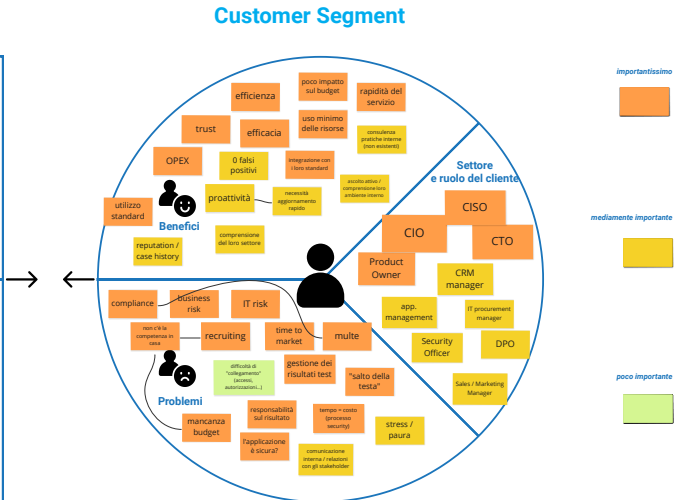 Customer Segment
importantissimo
mediamente importante
poco importante
efficienza
poco impatto
sul budget
rapidità del
servizio
trust
efficacia
uso minimo
delle risorse
consulenza
pratiche interne
(non esistenti)
OPEX
0 falsi
positivi
integrazione con
i loro standard
ascolto attivo /
comprensione loro
ambiente interno
utilizzo
standard
proattività
necessità
aggiornamento
rapido
Benefici
reputation /
case history
comprensione
del loro settore
Settore
e ruolo del cliente
CISO
CIO
CTO
Product
Owner
CRM
manager
app.
management
IT procurement
manager
Security
Officer
DPO
Sales / Marketing
Manager
compliance
business
risk
IT risk
non c'è la
competenza in
casa
recruiting
time to
market
multe
difficoltà di
"collegamento"
(accessi,
autorizzazioni...)
gestione dei
risultati test
"salto della
testa"
Problemi
mancanza
budget
responsabilità
sul risultato
tempo = costo
(processo
security)
stress /
paura
l'applicazione
è sicura?
comunicazione
interna / relazioni
con gli stakeholder